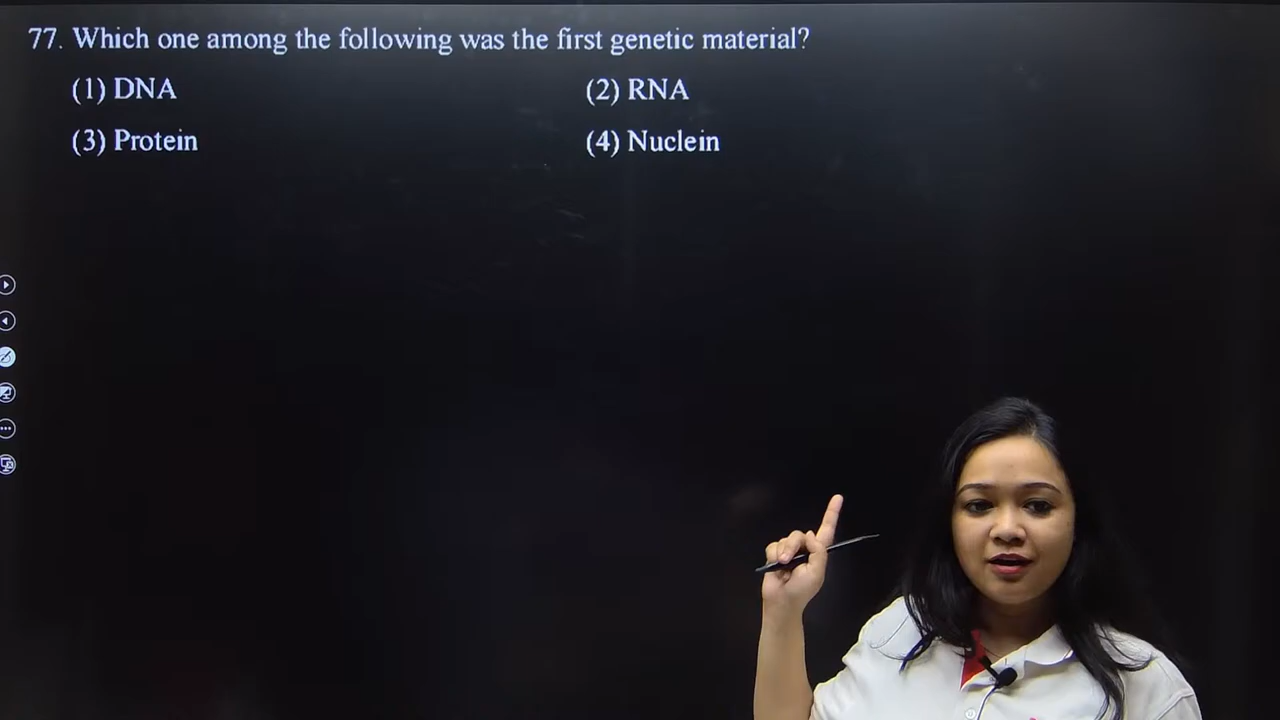 77. Which one among the following was the first genetic material?
(1) DNA (2) RNA
(3) Protein (4) Nuclein